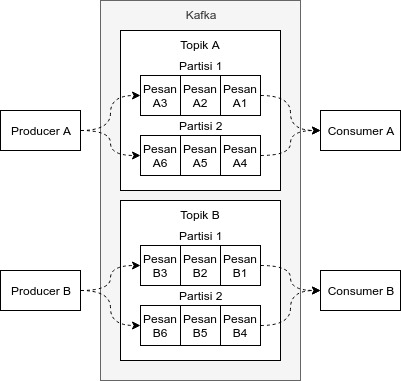 Kafka
Topik A
Partisi 1
Pesan A3
Pesan A2
Pesan A1
Partisi 2
Pesan A6
Pesan A5
Pesan A4
Producer A
Consumer A
Topik B
Partisi 1
Pesan B3
Pesan B2
Pesan B1
Partisi 2
Pesan B6
Pesan B5
Pesan B4
Producer B
Consumer B